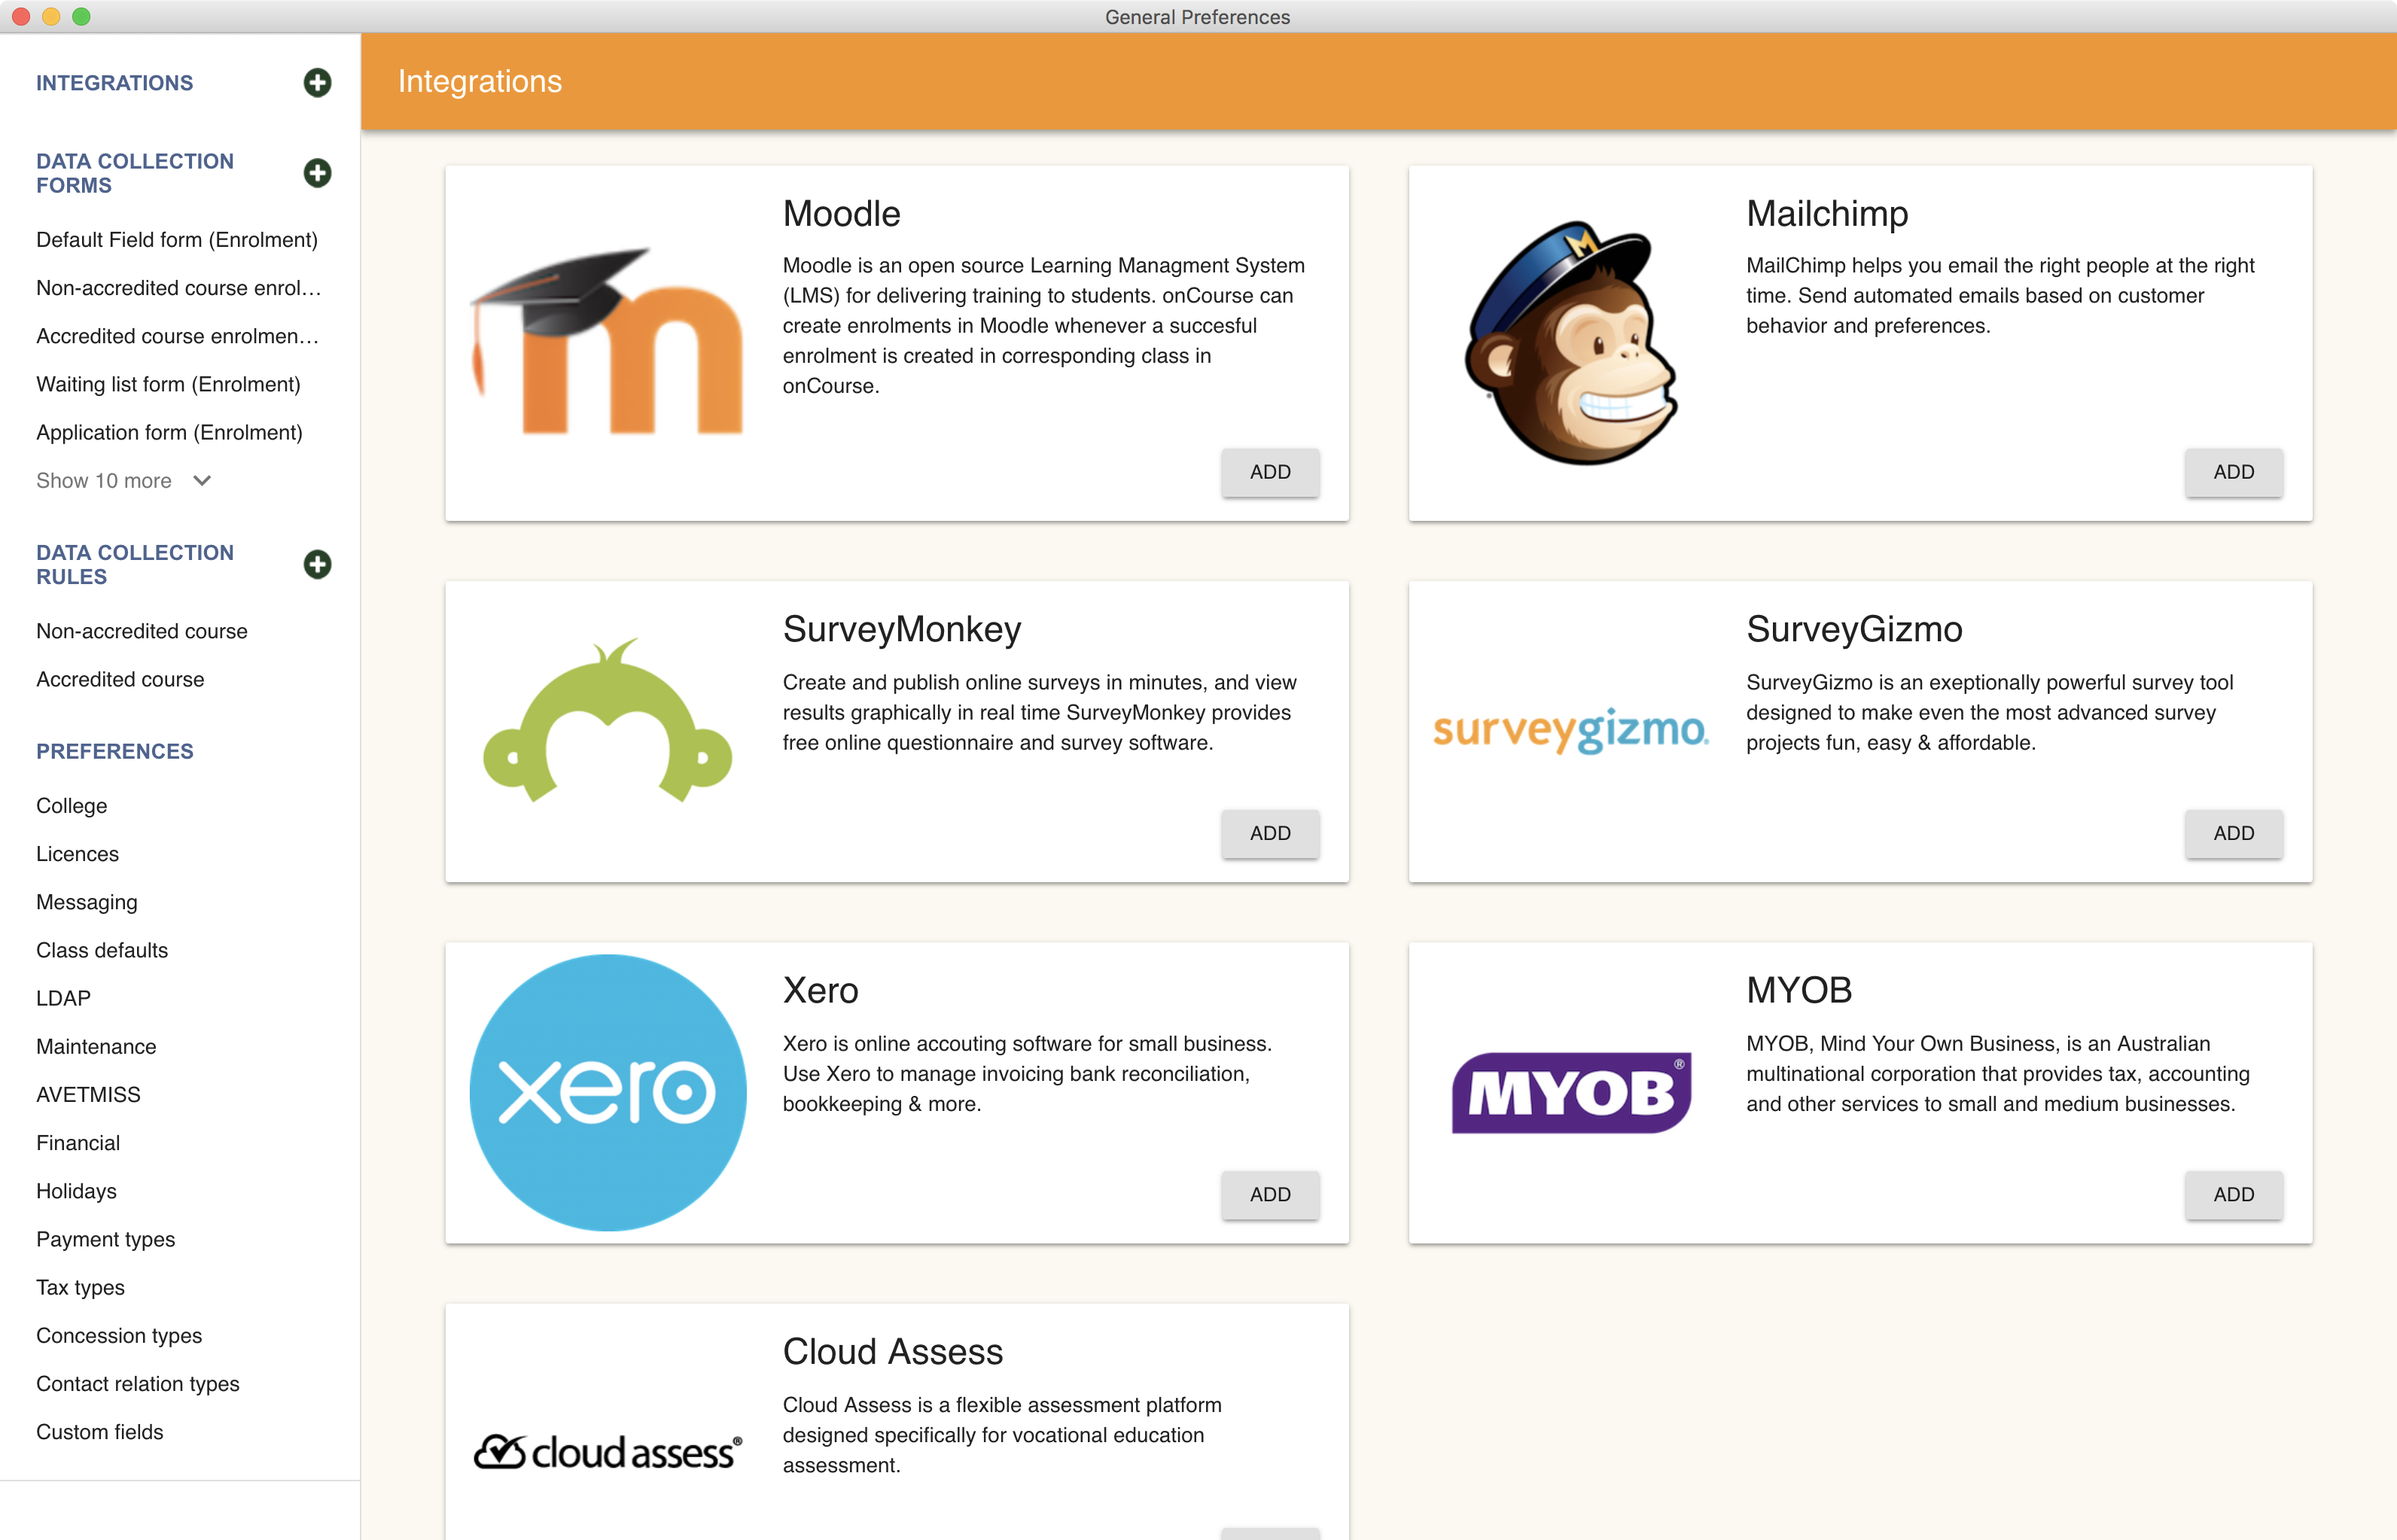 General Preferences
INTEGRATIONS
DATA COLLECTION
FORMS
Default Field form (Enrolment)
Non-accredited course enrol...
Accredited course enrolmen...
Waiting list form (Enrolment)
Application form (Enrolment)
Show 10 more
DATA COLLECTION
RULES
Non-accredited course
Accredited course
PREFERENCES
College
Licences
Messaging
Class defaults
LDAP
Maintenance
AVETMISS
Financial
Holidays
Payment types
Tax types
Concession types
Contact relation types
Custom fields
Integrations
m
Moodle
Moodle is an open source Learning Managment System
(LMS) for delivering training to students. onCourse can
create enrolments in Moodle whenever a succesful
enrolment is created in corresponding class in
onCourse.
ADD
M
Mailchimp
MailChimp helps you email the right people at the right
time. Send automated emails based on customer
behavior and preferences.
ADD
SurveyMonkey
Create and publish online surveys in minutes, and view
results graphically in real time SurveyMonkey provides
free online questionnaire and survey software.
ADD
surveygizmo®
SurveyGizmo
SurveyGizmo is an exeptionally powerful survey tool
designed to make even the most advanced survey
projects fun, easy & affordable.
ADD
xero
Xero
Xero is online accouting software for small business.
Use Xero to manage invoicing bank reconciliation,
bookkeeping & more.
ADD
MYOB®
MYOB
MYOB, Mind Your Own Business, is an Australian
multinational corporation that provides tax, accounting
and other services to small and medium businesses.
ADD
cloud assess®
Cloud Assess
Cloud Assess is a flexible assessment platform
designed specifically for vocational education
assessment.